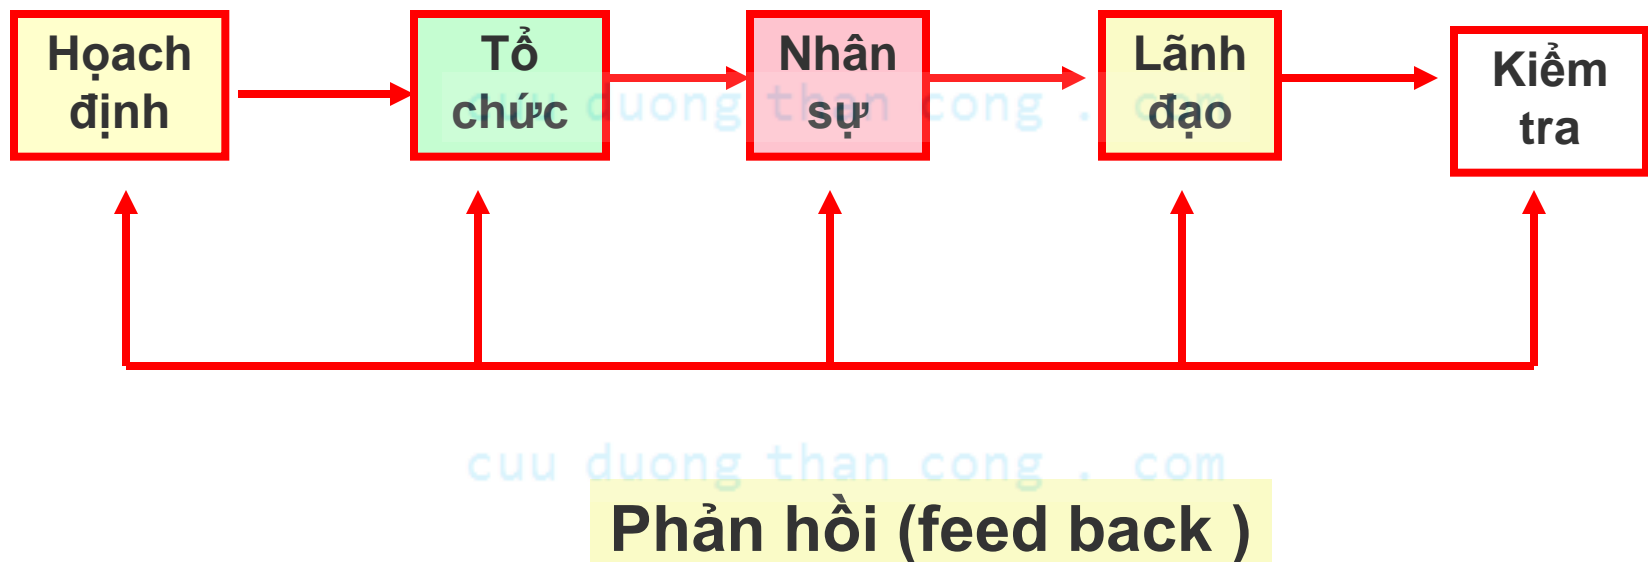 Họach
định
Tổ
chức
Nhân
sự
Lãnh
đạo
Kiểm
tra
cuu duong than cong . com
cuu duong than cong . com
Phản hồi (feed back )